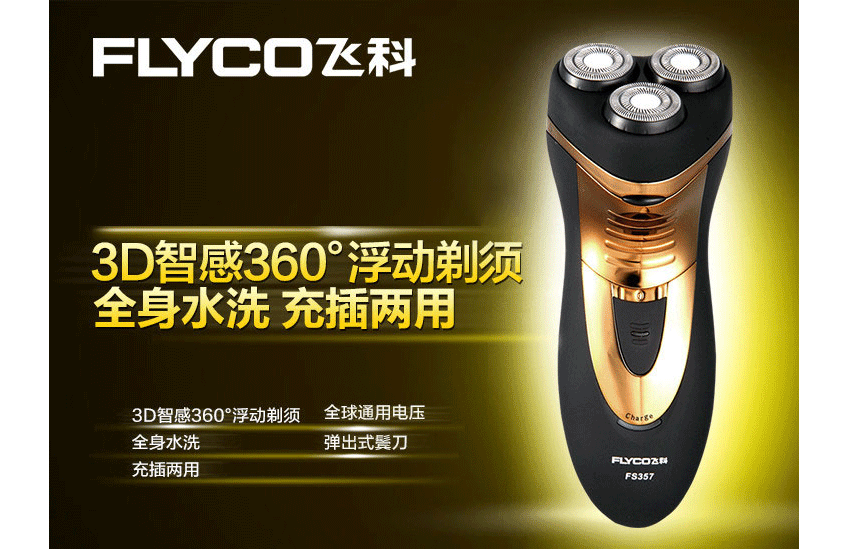 FLYCO飞科
3D智感360°浮动剃须
全身水洗 充插两用
3D智感360°浮动剃须
全球通用电压
全身水洗
弹出式鬓刀
充插两用
Charge
FLYCO飞科
FS357